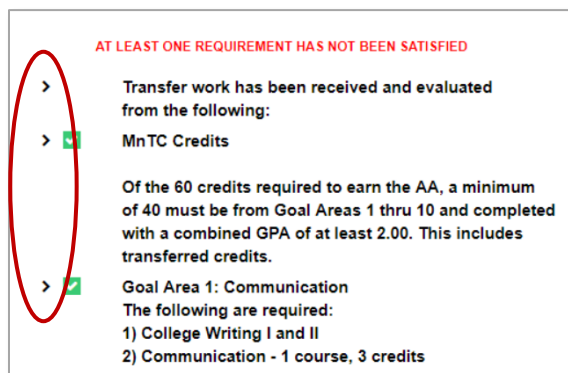 AT LEAST ONE REQUIREMENT HAS NOT BEEN SATISFIED
Transfer work has been received and evaluated
from the following:
MnTC Credits
Of the 60 credits required to earn the AA, a minimum
of 40 must be from Goal Areas 1 thru 10 and completed
with a combined GPA of at least 2.00. This includes
transferred credits.
Goal Area 1: Communication
The following are required:
1) College Writing I and II
2) Communication - 1 course, 3 credits